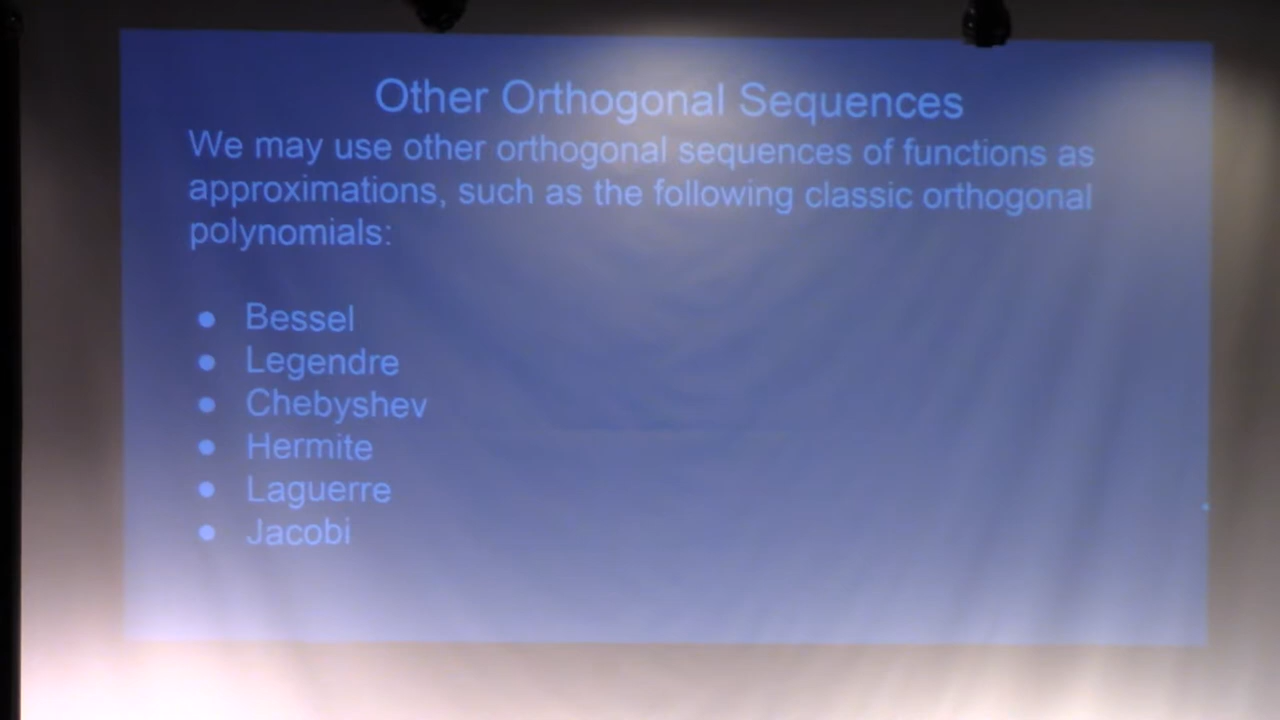 Other Orthogonal Sequences
We may use other orthogonal sequences of functions as
approximations, such as the following classic orthogonal
polynomials:
● Bessel
● Legendre
● Chebyshev
● Hermite
● Laguerre
● Jacobi